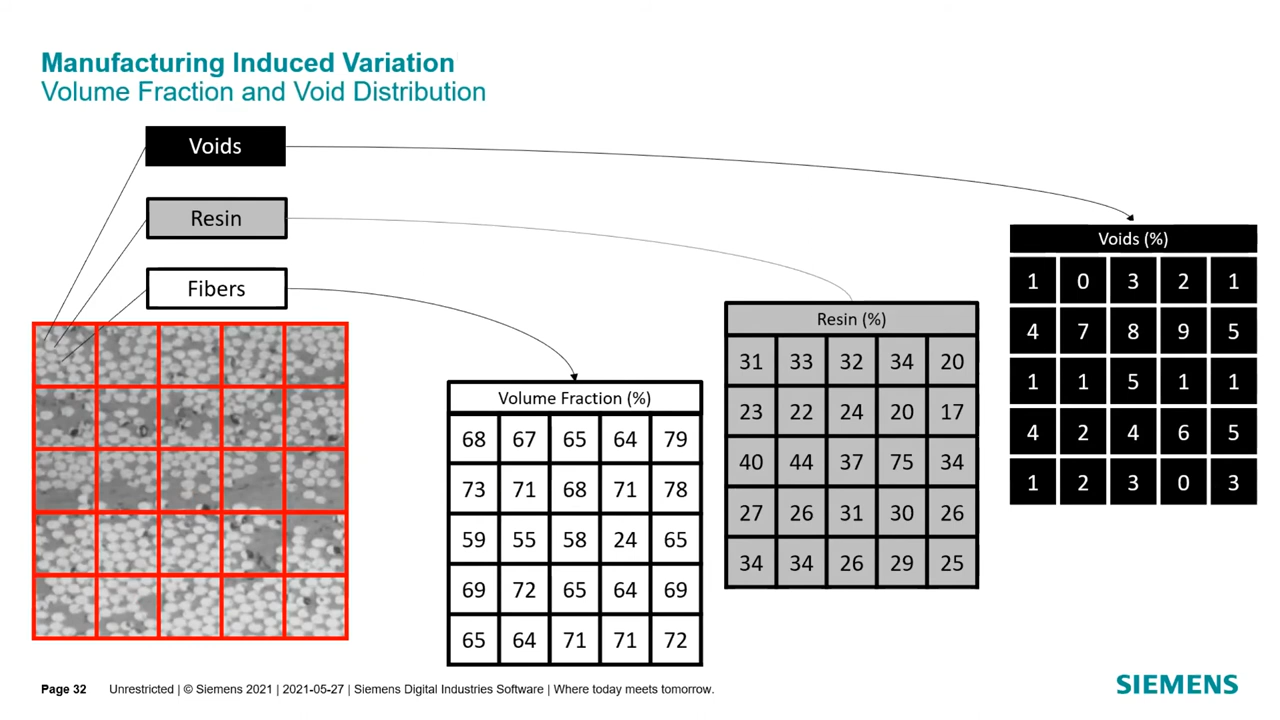 Manufacturing Induced Variation
Volume Fraction and Void Distribution
Voids
Resin
Fibers
Volume Fraction (%)
68 67 65 64 79
73 71 68 71 78
59 55 58 24 65
69 72 65 64 69
65 64 71 71 72
Resin (%)
31 33 32 34 20
23 22 24 20 17
40 44 37 75 34
27 26 31 30 26
34 34 26 29 25
Voids (%)
1 0 3 2 1
4 7 8 9 5
1 1 5 1 1
4 2 4 6 5
1 2 3 0 3
Page 32 Unrestricted | © Siemens 2021 | 2021-05-27 | Siemens Digital Industries Software | Where today meets tomorrow.
SIEMENS